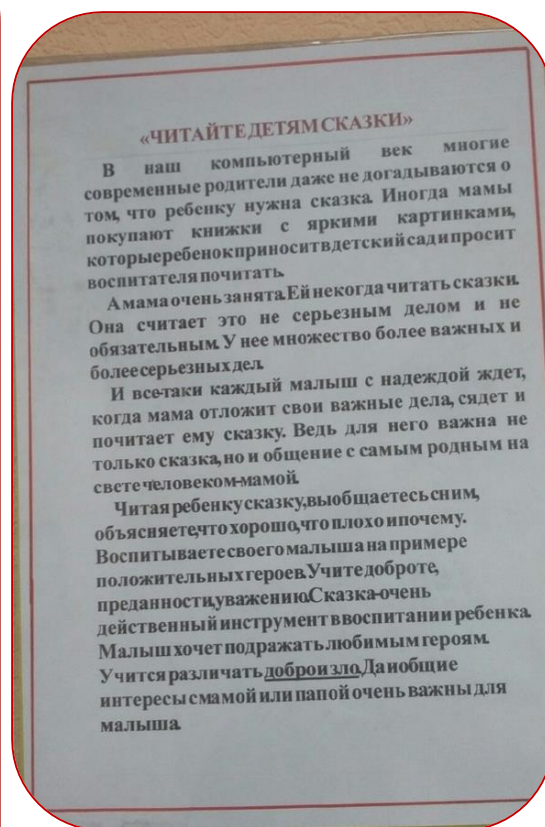 «ЧИТАЙТЕ ДЕТЯМ СКАЗКИ»
В наш компьютерный век многие
современные родители даже не догадываются о
том, что ребенку нужна сказка. Иногда мамы
покупают книжки с яркими картинками,
которые ребенок приносит в детский сад и просит
воспитателя почитать.
А мама очень занята. Ей некогда читать сказки.
Она считает это не серьезным делом и не
обязательным. У нее множество более важных и
более серьезных дел.
И все-таки каждый малыш с надеждой ждет,
когда мама отложит свои важные дела, сядет и
почитает ему сказку. Ведь для него важна не
только сказка, но и общение с самым родным на
свете человеком-мамой.
Читая ребенку сказку, вы общаетесь с ним,
объясняете, что хорошо, что плохо и почему.
Воспитываете своего малыша на примере
положительных героев. Учите доброте,
преданности, уважению. Сказка-очень
действенный инструмент в воспитании ребенка.
Малыш хочет подражать любимым героям.
Учится различать добро и зло. Да и общие
интересы с мамой или папой очень важны для
малыша.